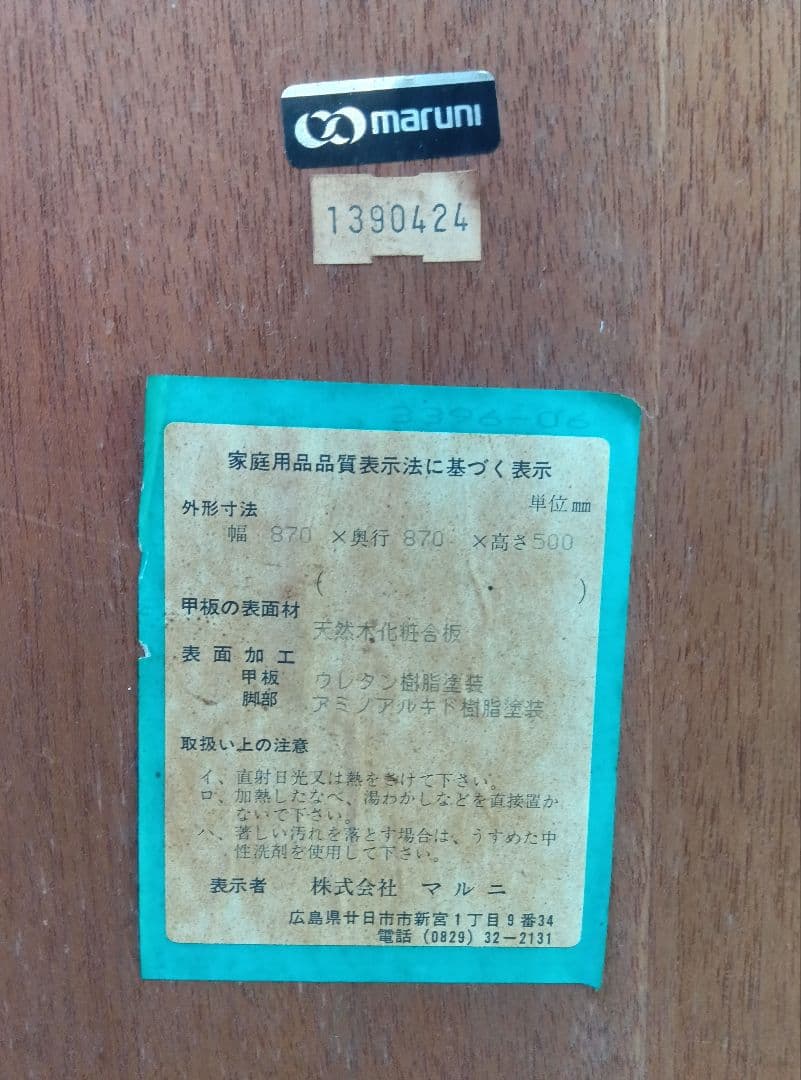 maruni
1390424
3396-06
家庭用品品質表示法に基づく表示
外形寸法
単位mm
幅 870 ×奥行 870 ×高さ500
( )
甲板の表面材
天然木化粧合板
表面加工
甲板 ウレタン樹脂塗装
脚部 アミノアルキド樹脂塗装
取扱い上の注意
イ、直射日光又は熱をさけて下さい。
ロ、加熱したなべ、湯わかしなどを直接置か
ないで下さい。
ハ、著しい汚れを落とす場合は、うすめた中
性洗剤を使用して下さい。
表示者 株式会社 マルニ
広島県廿日市市新宮1丁目9番34
電話 (0829) 32-2131